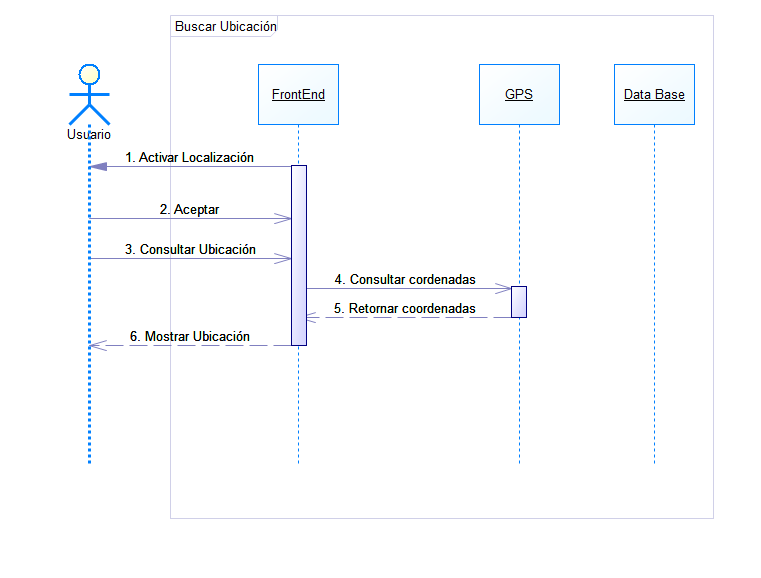 Buscar Ubicación
FrontEnd
GPS
Data Base
Usuario
1. Activar Localización
2. Aceptar
3. Consultar Ubicación
4. Consultar cordenadas
5. Retornar coordenadas
6. Mostrar Ubicación